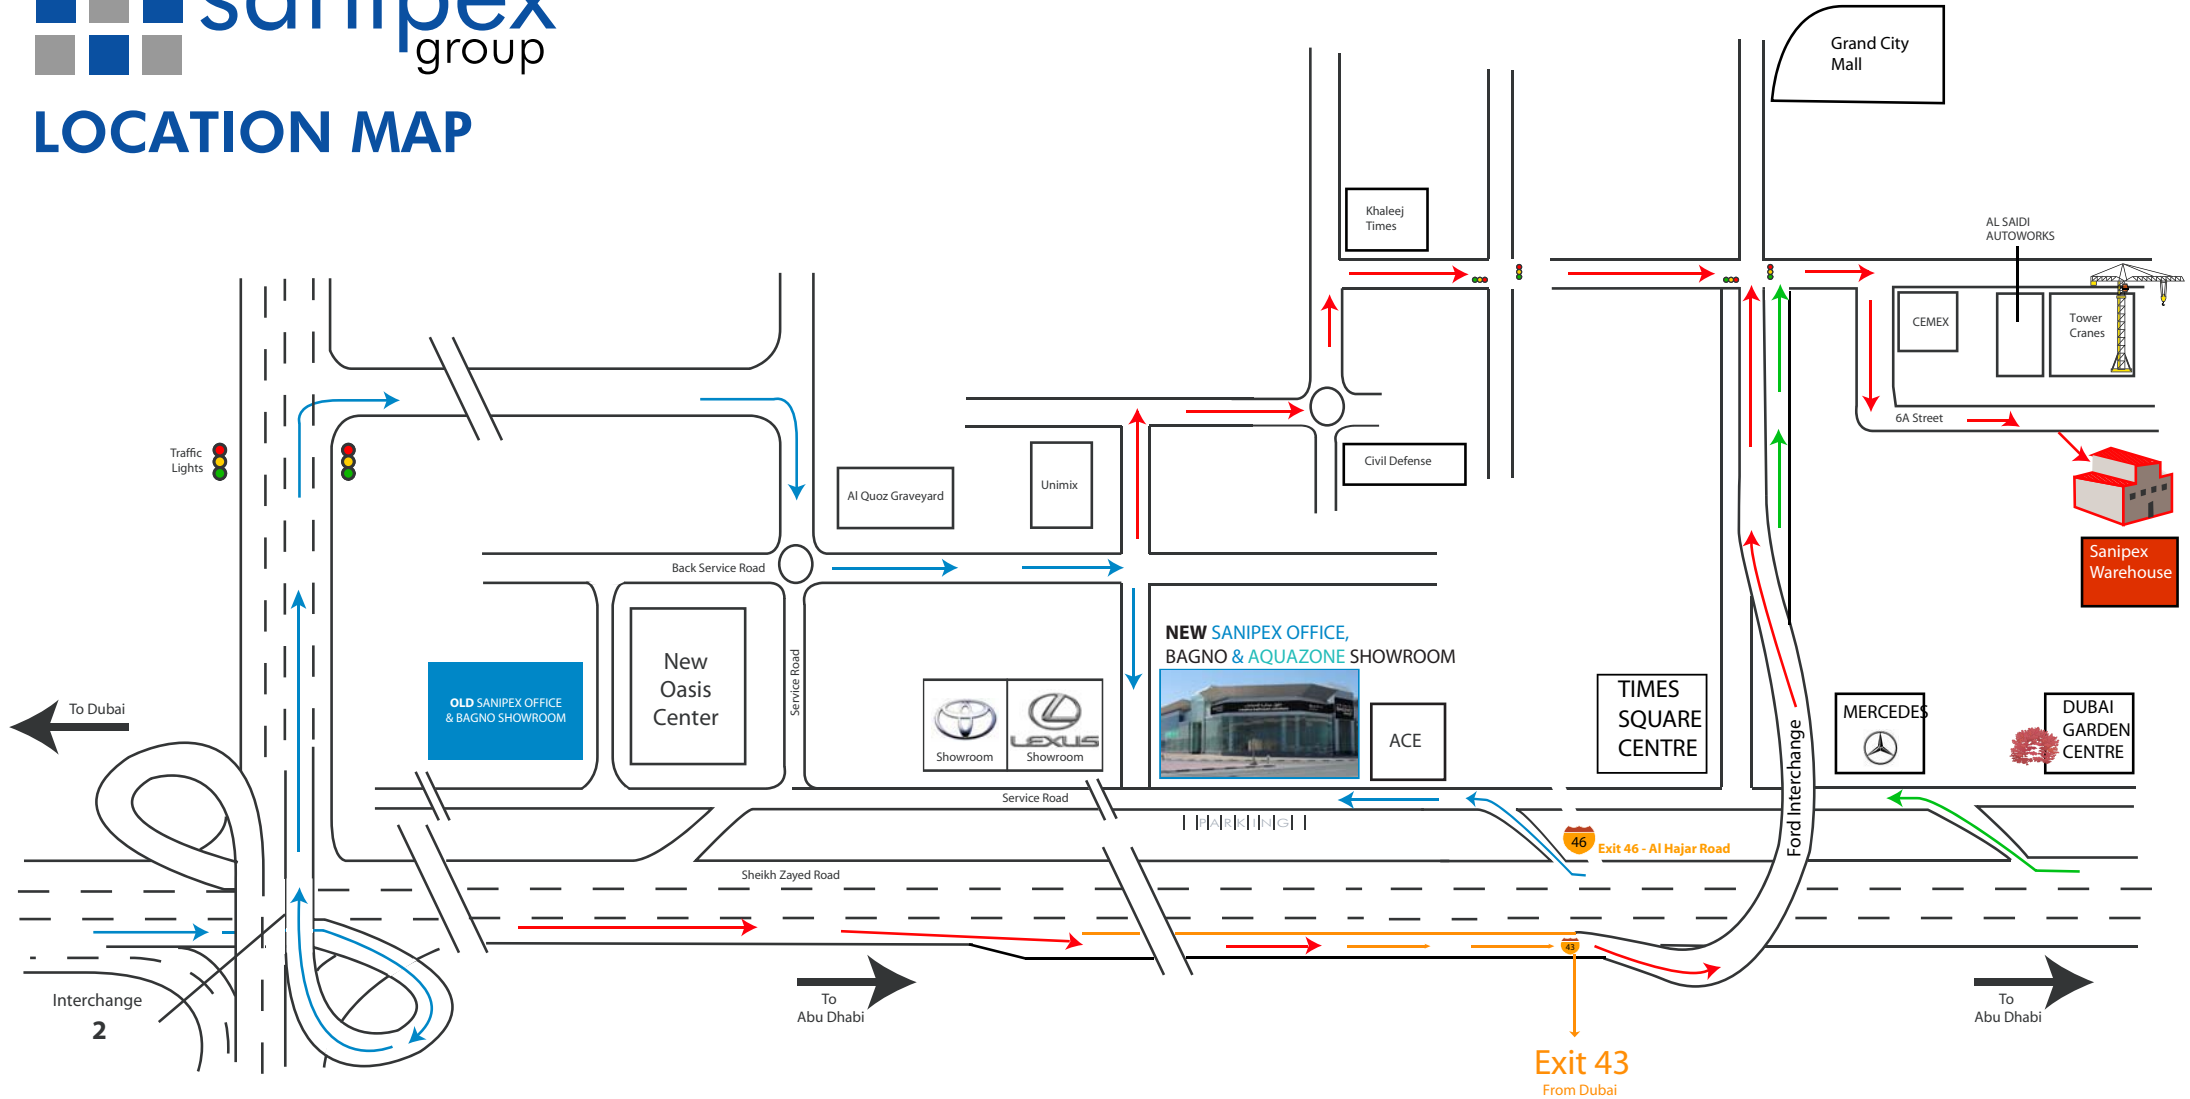 sanipex
group
LOCATION MAP
Grand City
Mall
Khaleej
Times
AL SAIDI
AUTOWORKS
CEMEX
Tower
Cranes
6A Street
Traffic
Lights
Civil Defense
Al Quoz Graveyard
Unimix
Back Service Road
Sanipex
Warehouse
NEW SANIPEX OFFICE,
BAGNO & AQUAZONE SHOWROOM
New
Oasis
Center
Service Road
OLD SANIPEX OFFICE
& BAGNO SHOWROOM
To Dubai
Showroom
LEXUS
Showroom
ACE
TIMES
SQUARE
CENTRE
Ford Interchange
MERCEDES
DUBAI
GARDEN
CENTRE
Service Road
PARKING
46
Exit 46 - Al Hajar Road
Sheikh Zayed Road
43
Interchange
2
To
Abu Dhabi
To
Abu Dhabi
Exit 43
From Dubai